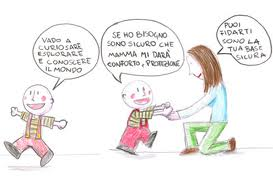 VADO A
CURIOSARE
ESPLORARE
E CONOSCERE
IL MONDO
SE HO BISOGNO
SONO SICURO CHE
MAMMA MI DARÀ
CONFORTO, PROTEZIONE
PUOI
FIDARTI
SONO LA
TUA BASE
SICURA